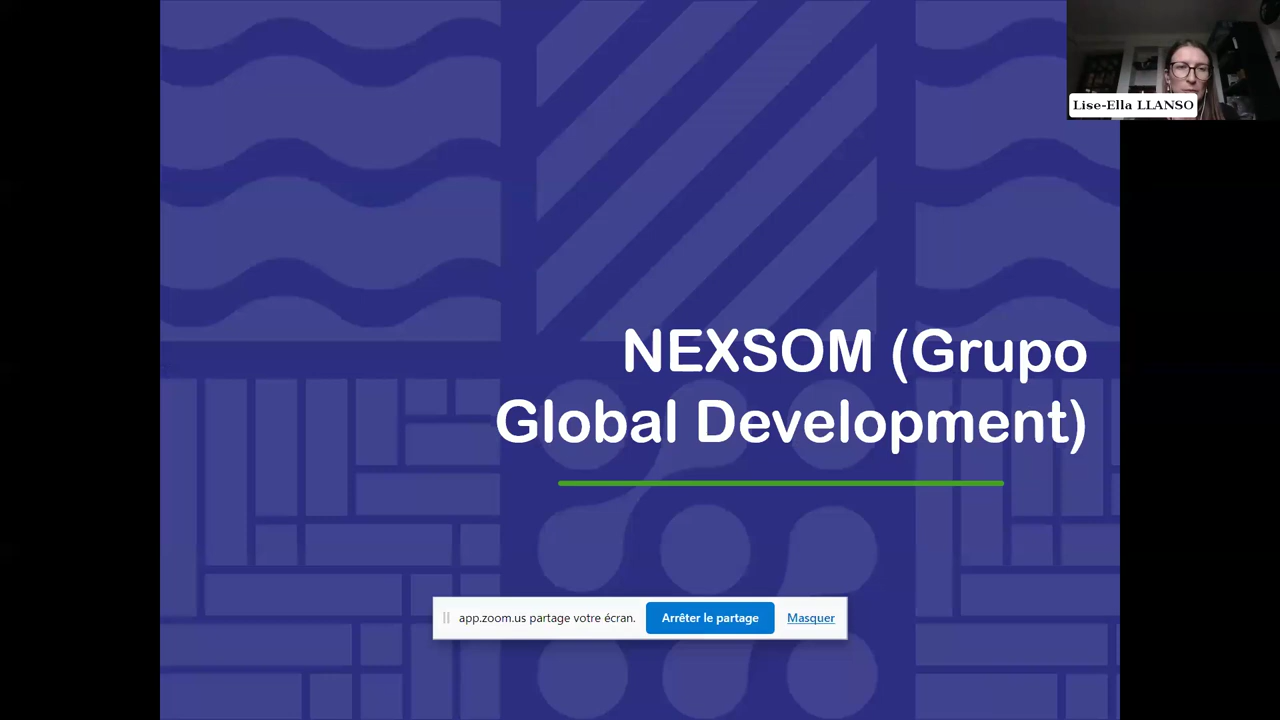 Lise-Ella LLANSO
NEXSOM (Grupo
Global Development)
app.zoom.us partage votre écran.
Arrêter le partage
Masquer